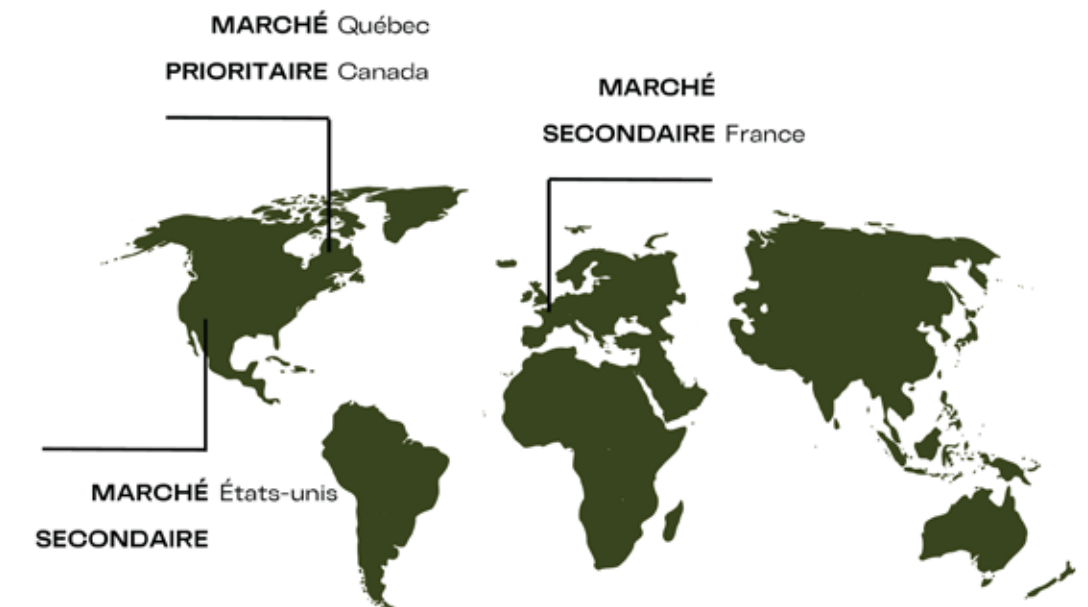 MARCHÉ Québec
PRIORITAIRE Canada
MARCHÉ
SECONDAIRE France
MARCHÉ États-unis
SECONDAIRE